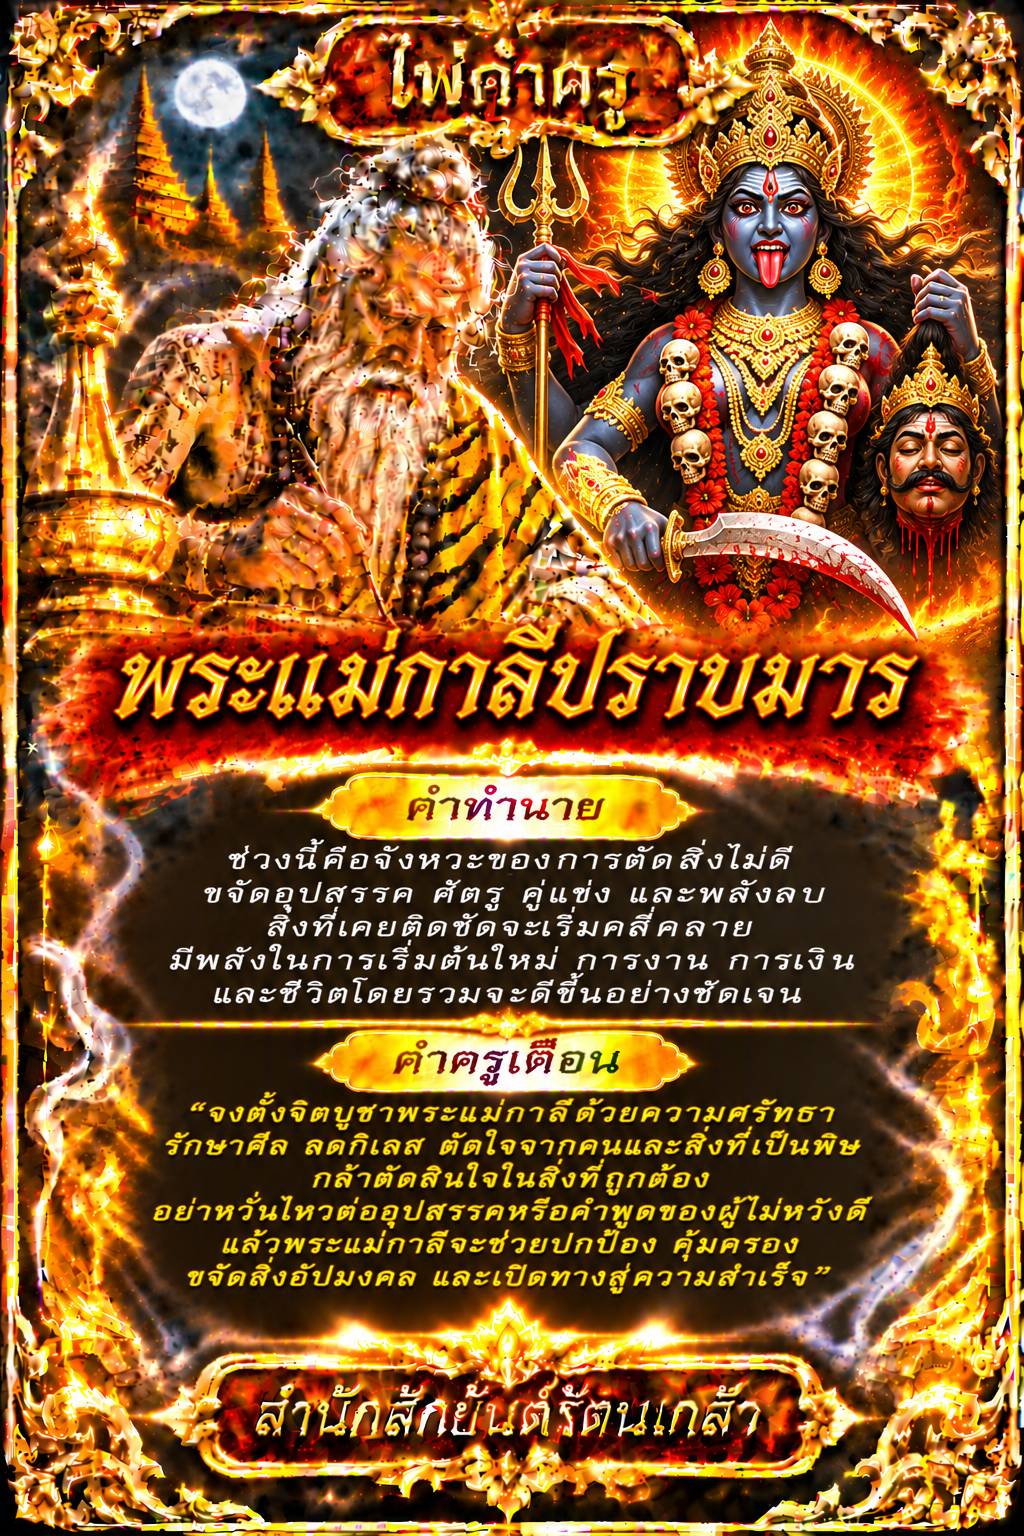 ไพ่คำครู
พระแม่กาลีปราบมาร
คำทำนาย
ช่วงนี้คือจังหวะของการตัดสิ่งไม่ดี
ขจัดอุปสรรค ศัตรู คู่แข่ง และพลังลบ
สิ่งที่เคยติดขัดจะเริ่มคลี่คลาย
มีพลังในการเริ่มต้นใหม่ การงาน การเงิน
และชีวิตโดยรวมจะดีขึ้นอย่างชัดเจน
คำครูเตือน
“จงตั้งจิตบูชาพระแม่กาลีด้วยความศรัทธา
รักษาศีล ลดกิเลส ตัดใจจากคนและสิ่งที่เป็นพิษ
กล้าตัดสินใจในสิ่งที่ถูกต้อง
อย่าหวั่นไหวต่ออุปสรรคหรือคำพูดของผู้ไม่หวังดี
แล้วพระแม่กาลีจะช่วยปกป้อง คุ้มครอง
ขจัดสิ่งอัปมงคล และเปิดทางสู่ความสำเร็จ”
สำนักสักยันต์รัตนเกล้า